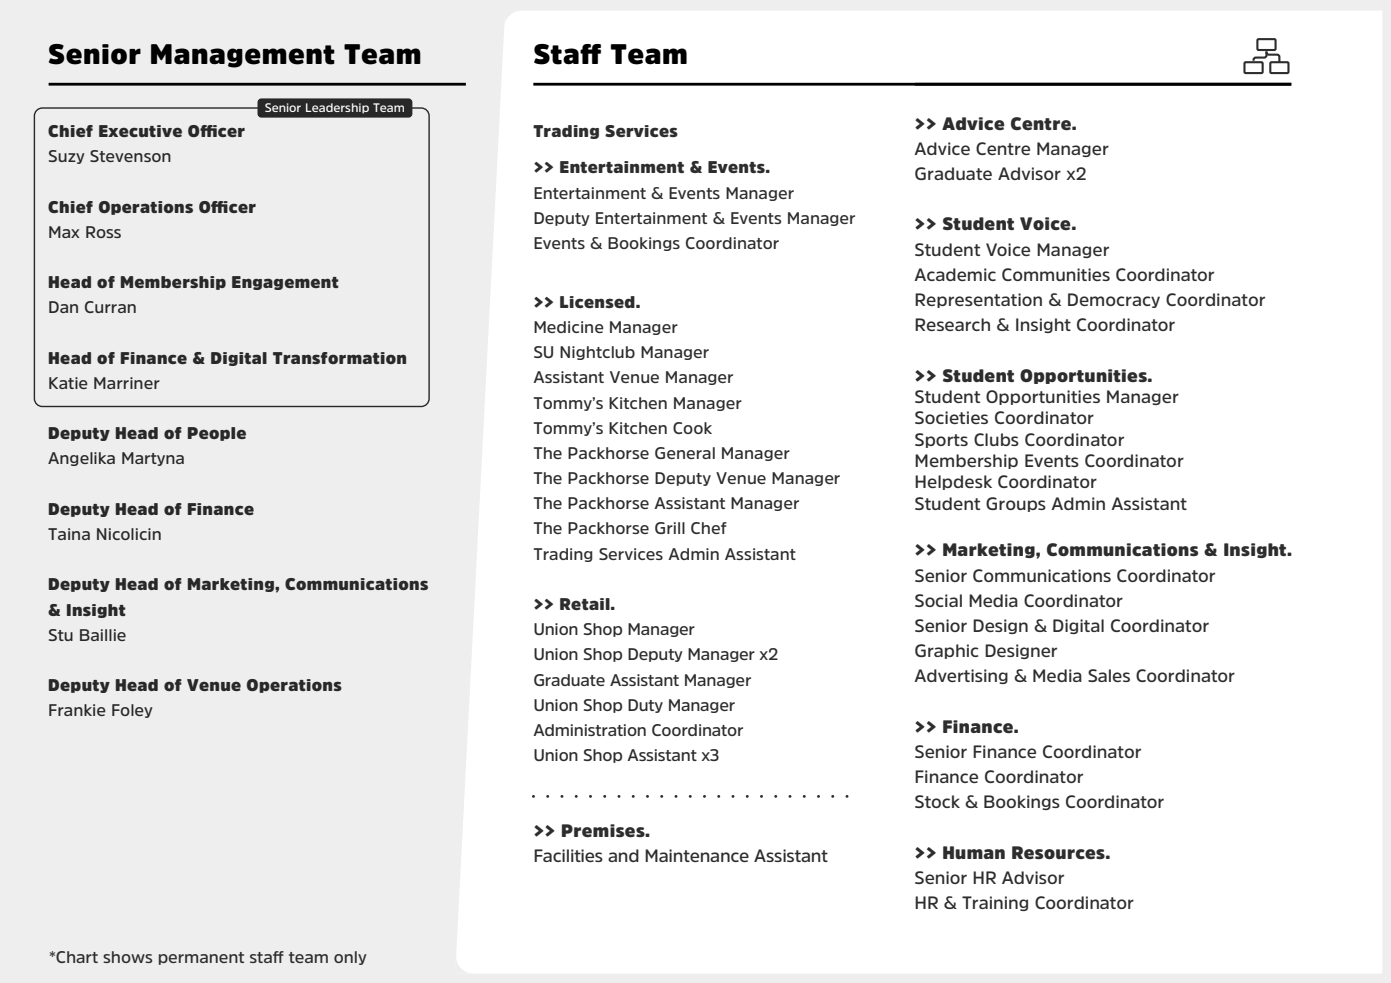 Senior Management Team
Senior Leadership Team
Chief Executive Officer
Suzy Stevenson
Chief Operations Officer
Max Ross
Head of Membership Engagement
Dan Curran
Head of Finance & Digital Transformation
Katie Marriner
Deputy Head of People
Angelika Martyna
Deputy Head of Finance
Taina Nicolicin
Deputy Head of Marketing, Communications
& Insight
Stu Baillie
Deputy Head of Venue Operations
Frankie Foley
*Chart shows permanent staff team only
Staff Team
Trading Services
>> Entertainment & Events.
Entertainment & Events Manager
Deputy Entertainment & Events Manager
Events & Bookings Coordinator
>> Licensed.
Medicine Manager
SU Nightclub Manager
Assistant Venue Manager
Tommy's Kitchen Manager
Tommy's Kitchen Cook
The Packhorse General Manager
The Packhorse Deputy Venue Manager
The Packhorse Assistant Manager
The Packhorse Grill Chef
Trading Services Admin Assistant
>> Retail.
Union Shop Manager
Union Shop Deputy Manager x2
Graduate Assistant Manager
Union Shop Duty Manager
Administration Coordinator
Union Shop Assistant x3
>> Premises.
Facilities and Maintenance Assistant
>> Advice Centre.
Advice Centre Manager
Graduate Advisor x2
>> Student Voice.
Student Voice Manager
Academic Communities Coordinator
Representation & Democracy Coordinator
Research & Insight Coordinator
>> Student Opportunities.
Student Opportunities Manager
Societies Coordinator
Sports Clubs Coordinator
Membership Events Coordinator
Helpdesk Coordinator
Student Groups Admin Assistant
>> Marketing, Communications & Insight.
Senior Communications Coordinator
Social Media Coordinator
Senior Design & Digital Coordinator
Graphic Designer
Advertising & Media Sales Coordinator
>> Finance.
Senior Finance Coordinator
Finance Coordinator
Stock & Bookings Coordinator
>> Human Resources.
Senior HR Advisor
HR & Training Coordinator